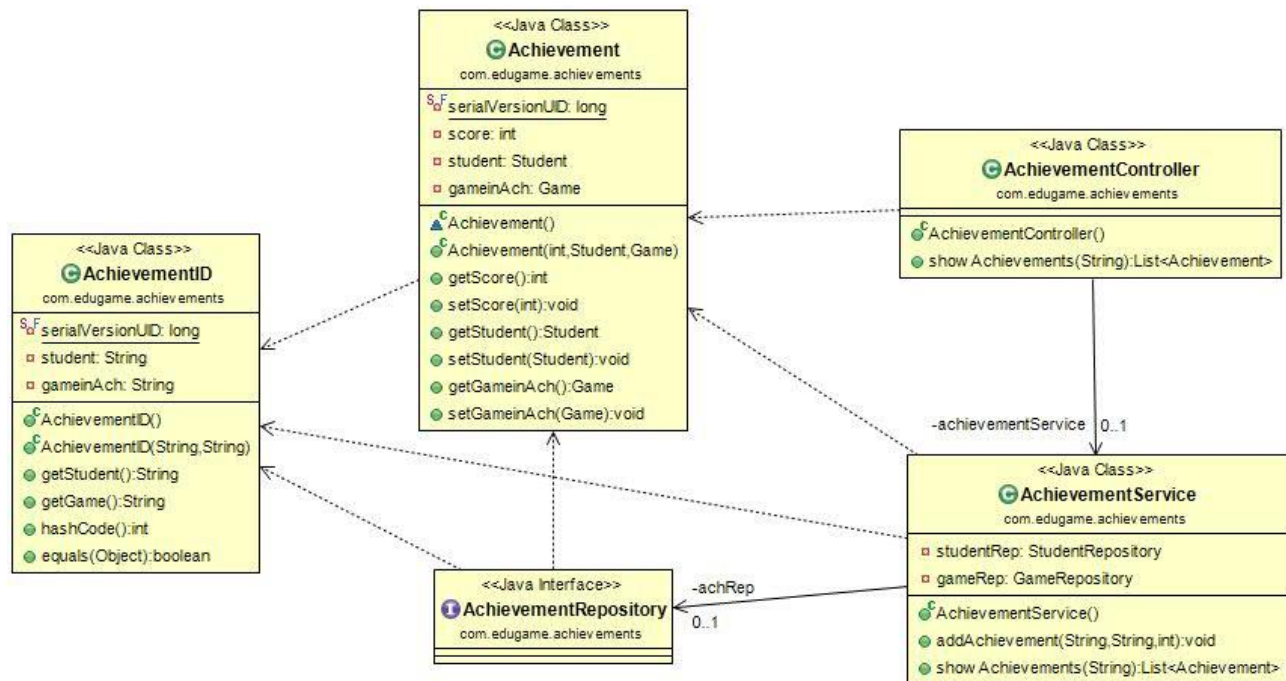 <<Java Class>>
Achievement
com.edugame.achievements
serialVersionUID: long
score: int
student: Student
gameinAch: Game
Achievement()
Achievement(int,Student,Game)
getScore():int
setScore(int):void
getStudent():Student
setStudent(Student):void
getGameinAch():Game
setGameinAch(Game):void
<<Java Class>>
AchievementController
com.edugame.achievements
AchievementController()
show Achievements(String):List<Achievement>
<<Java Class>>
AchievementID
com.edugame.achievements
serialVersionUID: long
student: String
gameinAch: String
AchievementID()
AchievementID(String,String)
getStudent():String
getGame():String
hashCode():int
equals(Object):boolean
-achievementService
0..1
<<Java Class>>
AchievementService
com.edugame.achievements
studentRep: StudentRepository
gameRep: GameRepository
AchievementService()
addAchievement(String,String,int):void
show Achievements(String):List<Achievement>
-achRep
0..1
<<Java Interface>>
AchievementRepository
com.edugame.achievements